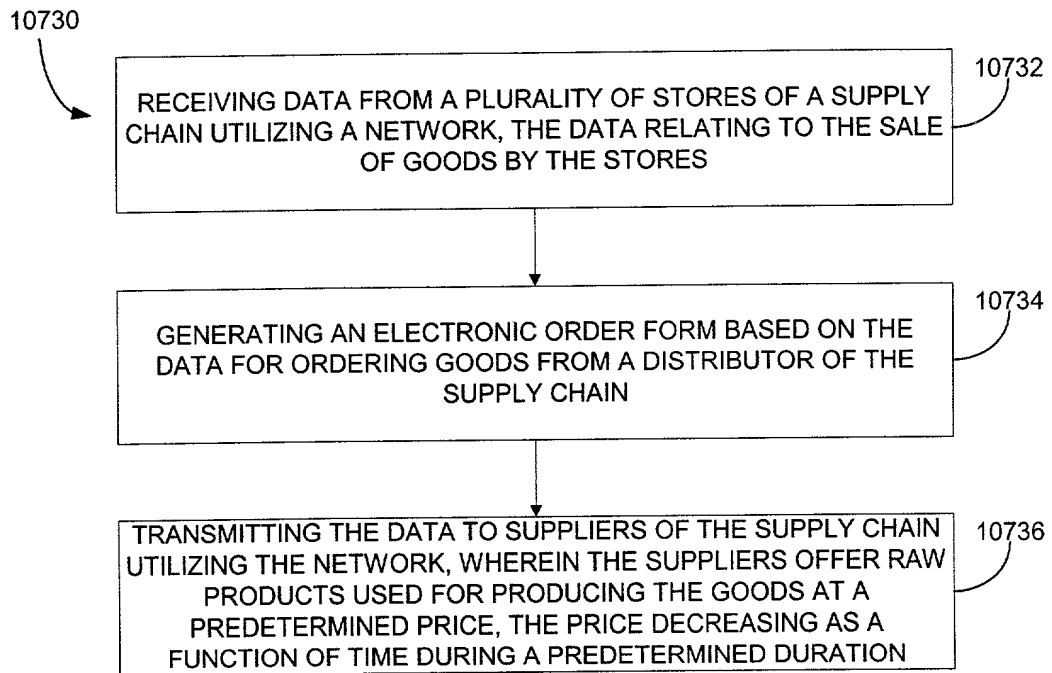 10730
10732
RECEIVING DATA FROM A PLURALITY OF STORES OF A SUPPLY
CHAIN UTILIZING A NETWORK, THE DATA RELATING TO THE SALE
OF GOODS BY THE STORES
10734
GENERATING AN ELECTRONIC ORDER FORM BASED ON THE
DATA FOR ORDERING GOODS FROM A DISTRIBUTOR OF THE
SUPPLY CHAIN
10736
TRANSMITTING THE DATA TO SUPPLIERS OF THE SUPPLY CHAIN
UTILIZING THE NETWORK, WHEREIN THE SUPPLIERS OFFER RAW
PRODUCTS USED FOR PRODUCING THE GOODS AT A
PREDETERMINED PRICE, THE PRICE DECREASING AS A
FUNCTION OF TIME DURING A PREDETERMINED DURATION